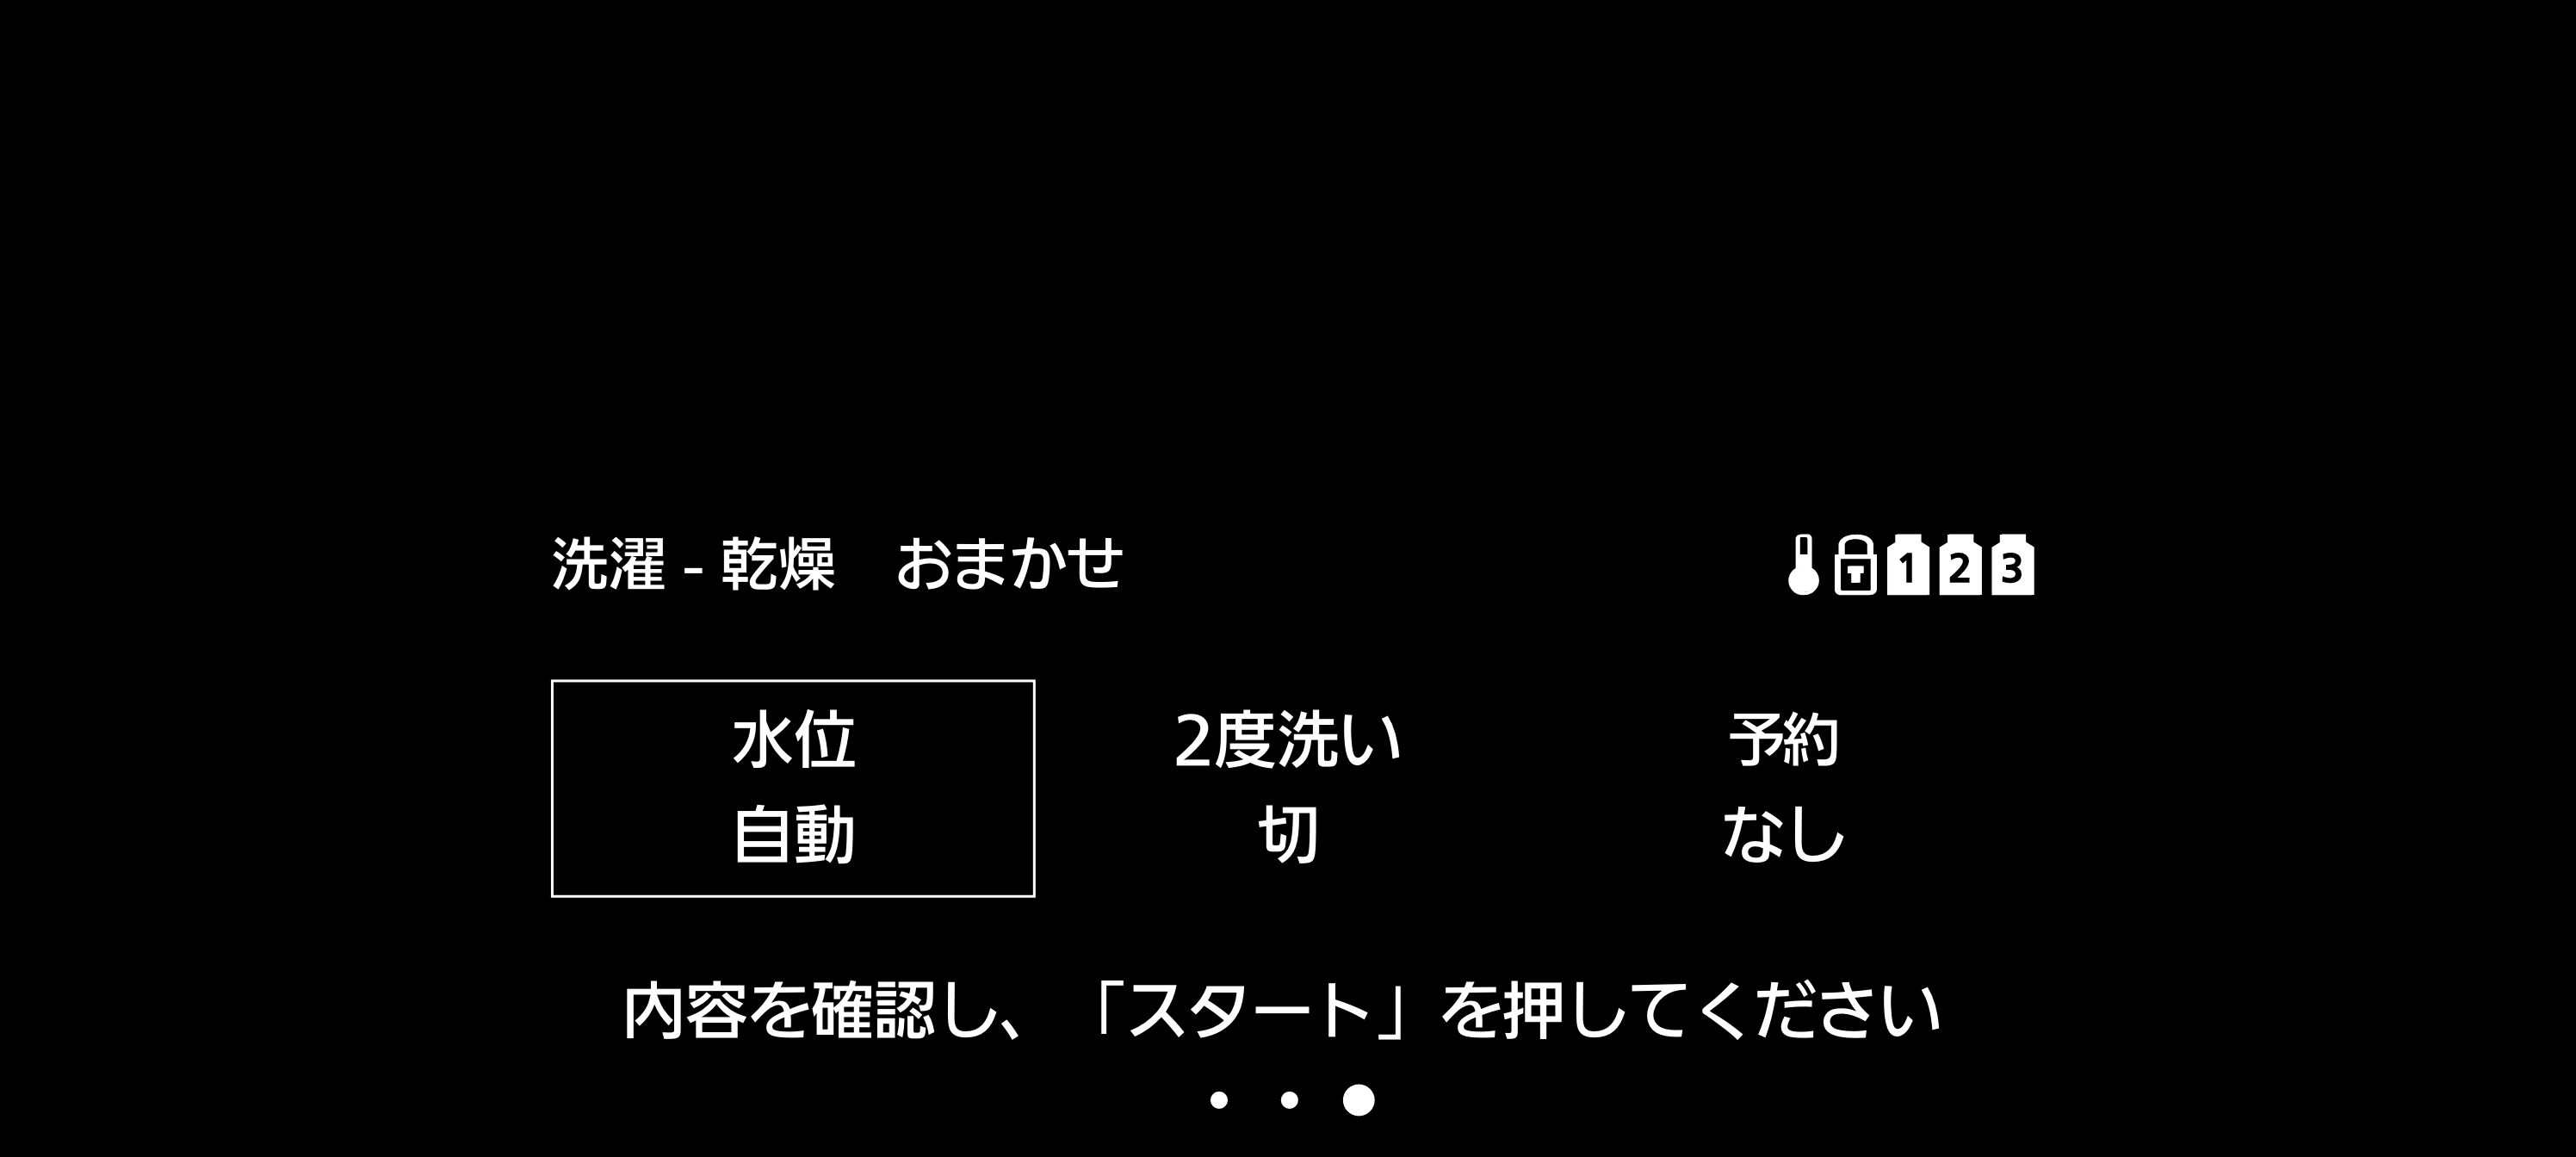 洗濯 - 乾燥　おまかせ
1 2 3
水位 2度洗い 予約
自動 切 なし
内容を確認し、「スタート」を押してください